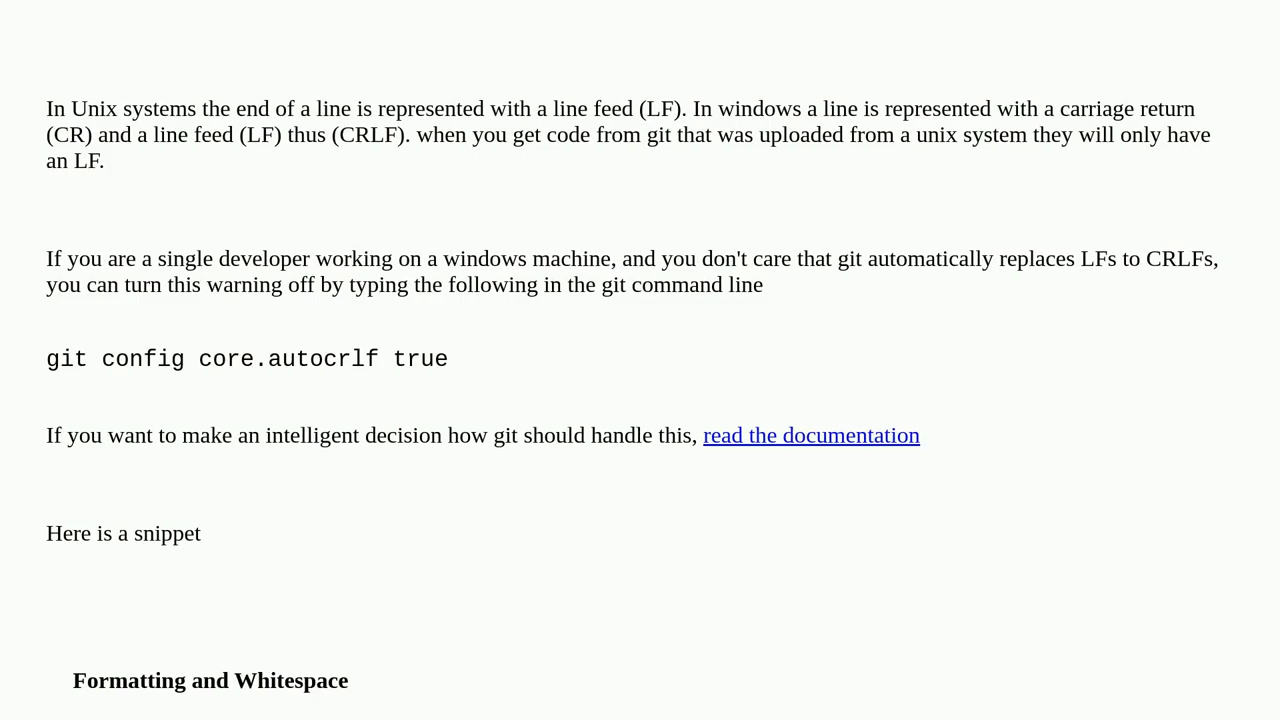 In Unix systems the end of a line is represented with a line feed (LF). In windows a line is represented with a carriage return
(CR) and a line feed (LF) thus (CRLF). when you get code from git that was uploaded from a unix system they will only have
an LF.
If you are a single developer working on a windows machine, and you don't care that git automatically replaces LFs to CRLFs,
you can turn this warning off by typing the following in the git command line
git config core.autocrlf true
If you want to make an intelligent decision how git should handle this, read the documentation
Here is a snippet
Formatting and Whitespace